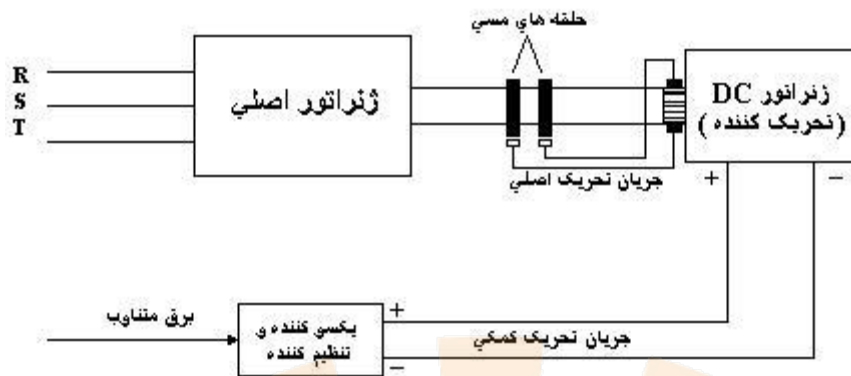 حلقه هاي مسي
R
S
T
ژنراتور اصلي
ژنراتور DC
( تحريک کننده )
جريان تحريک اصلي
+
−
برق متناوب
يکسو کننده و
تنظيم کننده
+
−
جريان تحريک کمکي